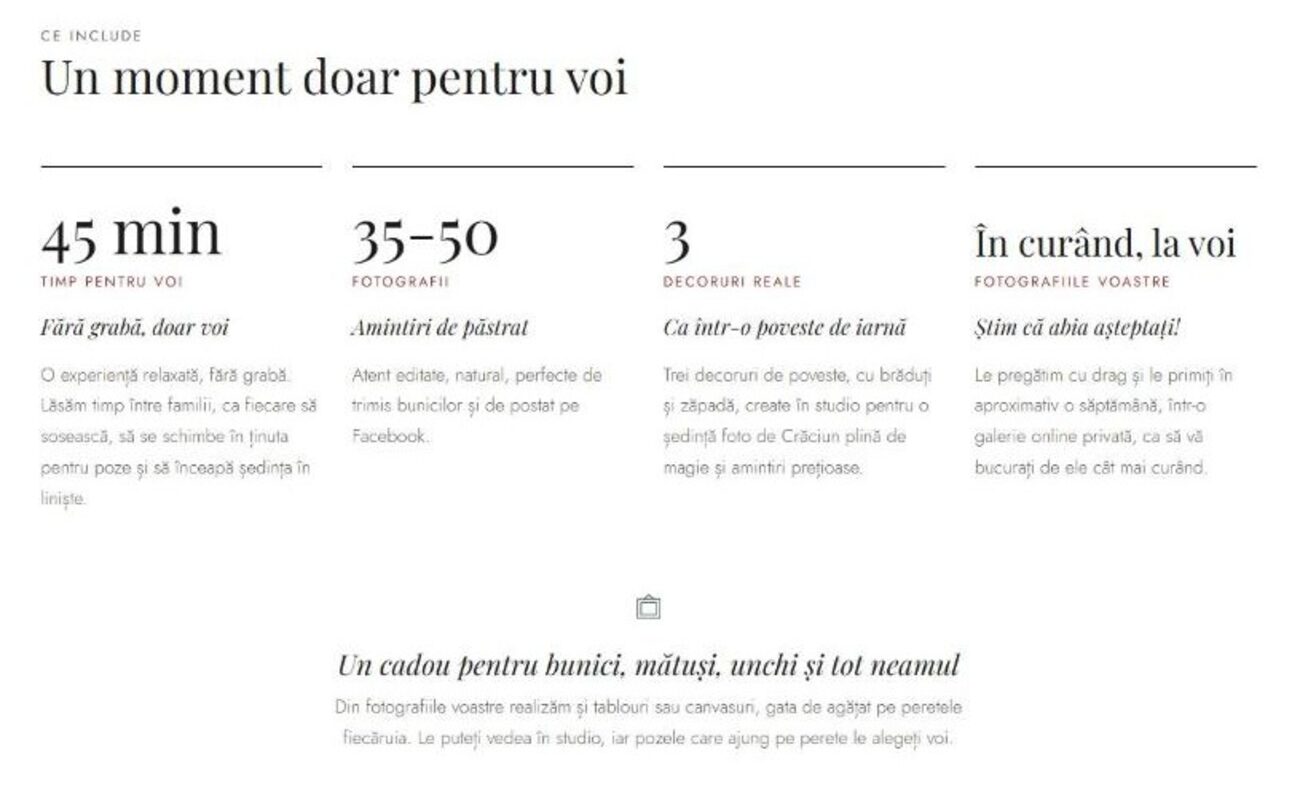 CE INCLUDE
Un moment doar pentru voi
45 min
TIMP PENTRU VOI
Fără grabă, doar voi
O experiență relaxată, fără grabă.
Lăsăm timp între familii, ca fiecare să
sosească, să se schimbe în ținuta
pentru poze și să înceapă ședința în
liniște.
35–50
FOTOGRAFII
Amintiri de păstrat
Atent editate, natural, perfecte de
trimis bunicilor și de postat pe
Facebook.
3
DECORURI REALE
Ca într-o poveste de iarnă
Trei decoruri de poveste, cu brăduți
și zăpadă, create în studio pentru o
ședință foto de Crăciun plină de
magie și amintiri prețioase.
În curând, la voi
FOTOGRAFIILE VOASTRE
Știm că abia așteptați!
Le pregătim cu drag și le primiți în
aproximativ o săptămână, într-o
galerie online privată, ca să vă
bucurați de ele cât mai curând.
Un cadou pentru bunici, mătuși, unchi și tot neamul
Din fotografiile voastre realizăm și tablouri sau canvasuri, gata de agățat pe peretele
fiecăruia. Le puteți vedea în studio, iar pozele care ajung pe perete le alegeți voi.